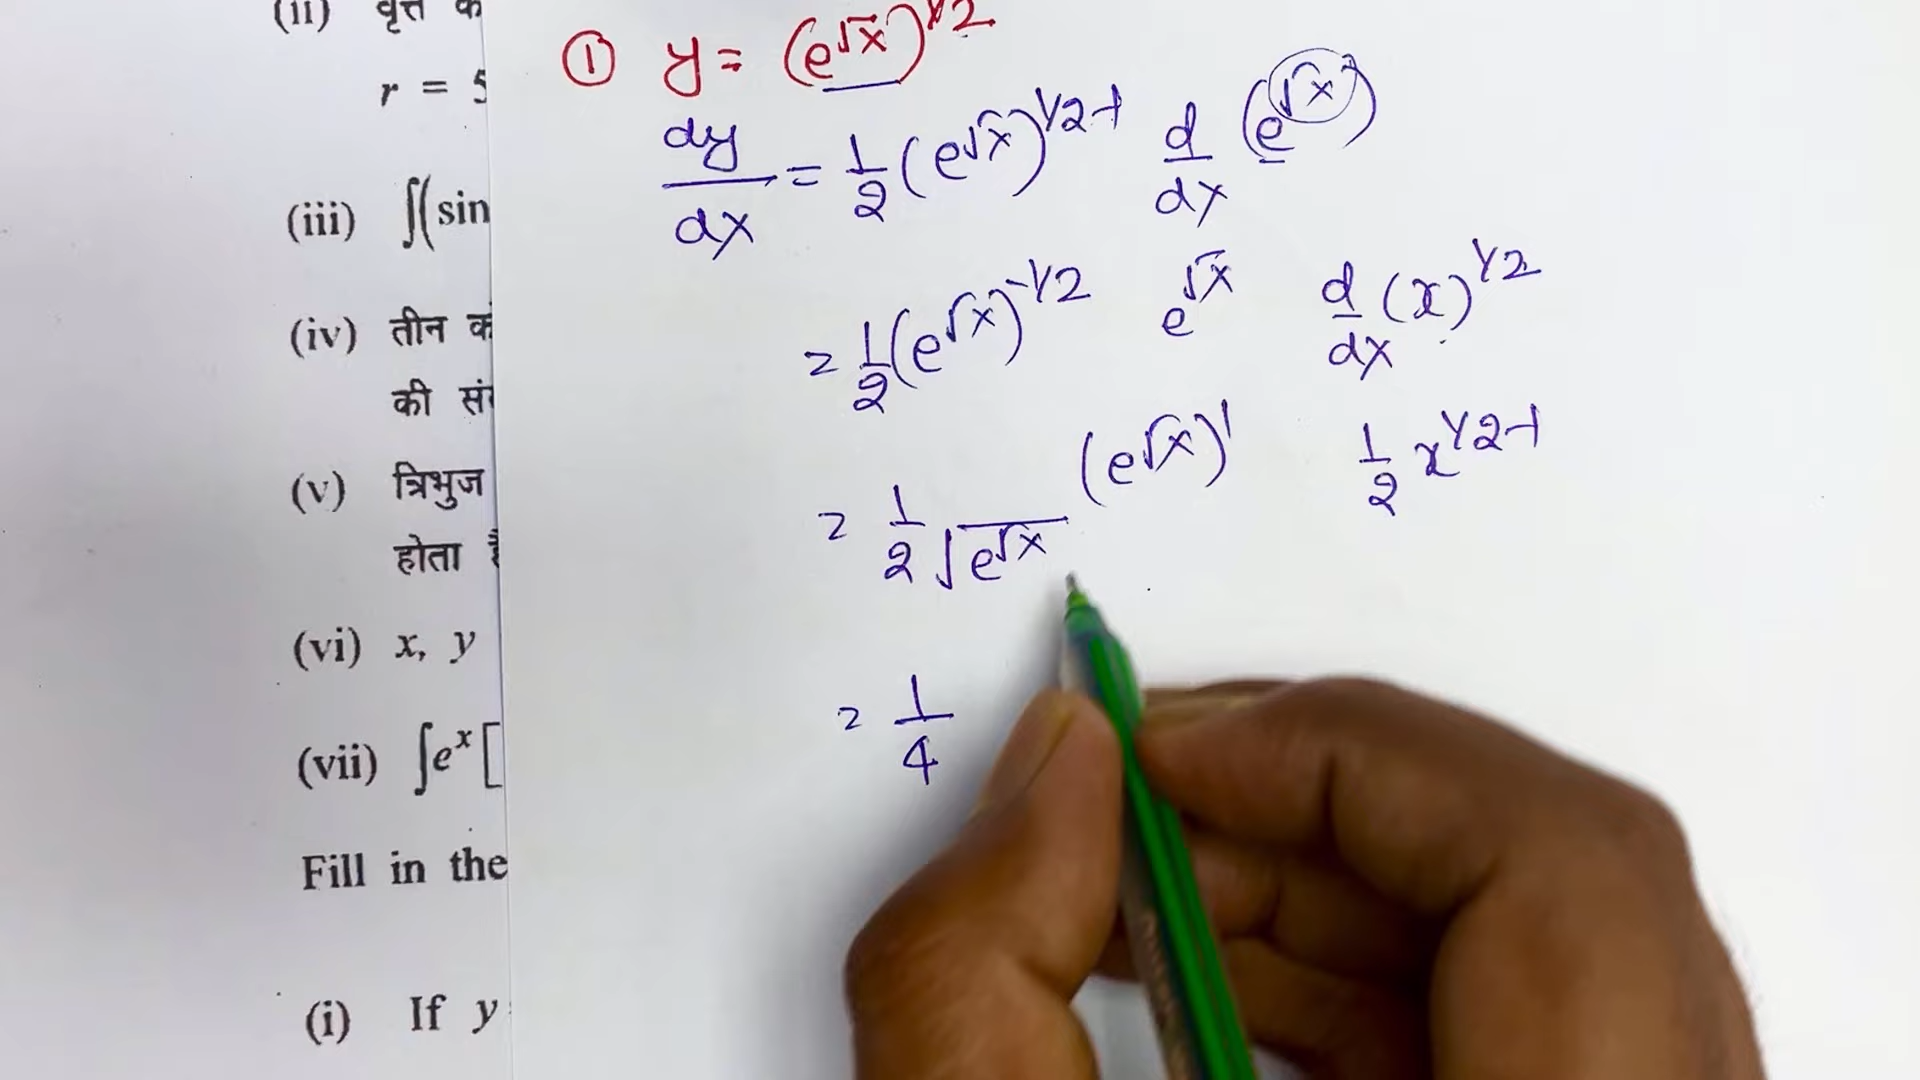 (ii) वृत्त
r = 5
(iii) ∫(sin
(iv) तीन
की
(v) त्रिभुज
होता
(vi) x, y
(vii) ∫eˣ [
Fill in the
(i) If y
① y = (e^√x)^1/2
dy/dx = 1/2 (e^√x)^1/2-1 d/dx (e^√x)
= 1/2 (e^√x)^-1/2 e^√x d/dx (x)^1/2
= 1/2 √e^√x (e^√x)^1 1/2 x^1/2-1
= 1/4